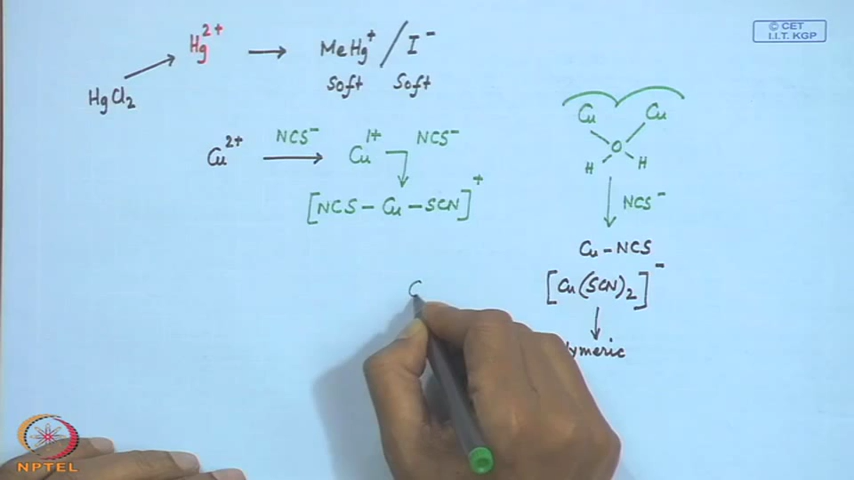 © CET
I.I.T. KGP
Hg²⁺
MeHg⁺ / I⁻
Soft Soft
HgCl₂
Cu²⁺ NCS⁻ Cu¹⁺ NCS⁻
[NCS – Cu – SCN]⁺
Cu Cu
O
H H
NCS⁻
Cu – NCS
[Cu(SCN)₂]⁻
C
NPTEL